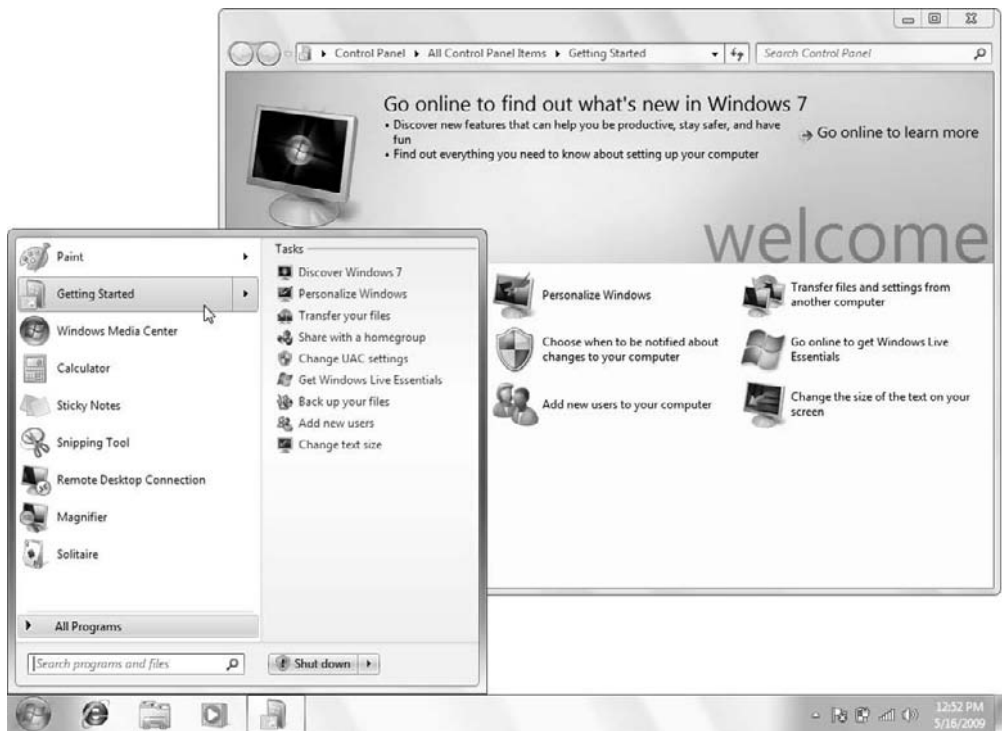 Control Panel ▸ All Control Panel Items ▸ Getting Started
Search Control Panel
Go online to find out what's new in Windows 7
• Discover new features that can help you be productive, stay safer, and have
fun
• Find out everything you need to know about setting up your computer
Go online to learn more
welcome
Personalize Windows
Transfer files and settings from
another computer
Choose when to be notified about
changes to your computer
Go online to get Windows Live
Essentials
Add new users to your computer
Change the size of the text on your
screen
Paint
Getting Started
Windows Media Center
Calculator
Sticky Notes
Snipping Tool
Remote Desktop Connection
Magnifier
Solitaire
All Programs
Search programs and files
Tasks
Discover Windows 7
Personalize Windows
Transfer your files
Share with a homegroup
Change UAC settings
Get Windows Live Essentials
Back up your files
Add new users
Change text size
Shut down
12:52 PM
5/16/2009